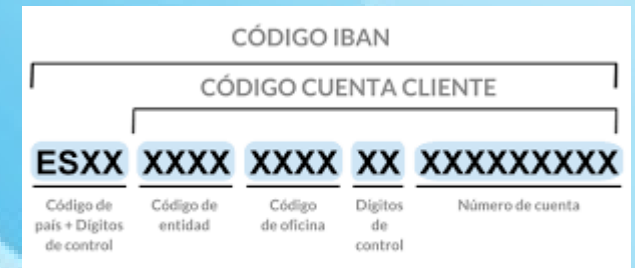 CÓDIGO IBAN
CÓDIGO CUENTA CLIENTE
ESXX XXXX XXXX XX XXXXXXXXX
Código de país + Dígitos de control
Código de entidad
Código de oficina
Dígitos de control
Número de cuenta